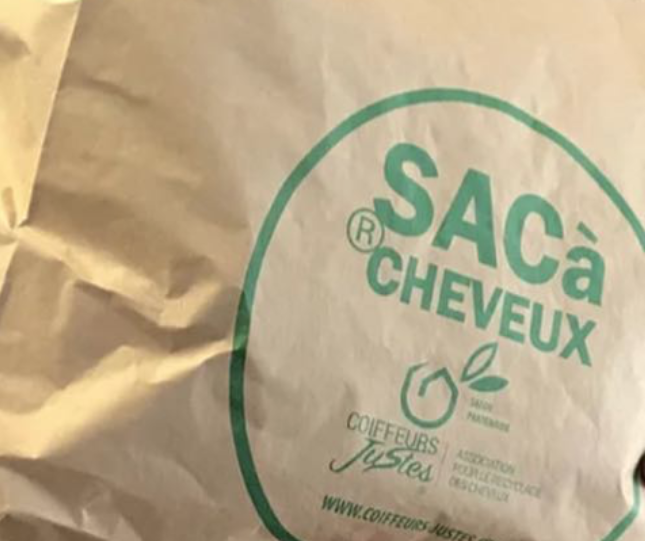 SACà
®
CHEVEUX
SALON
PARTENAIRE
COIFFEURS
Justes
ASSOCIATION
POUR LE RECYCLAGE
DES CHEVEUX
WWW.COIFFEURS-JUSTES